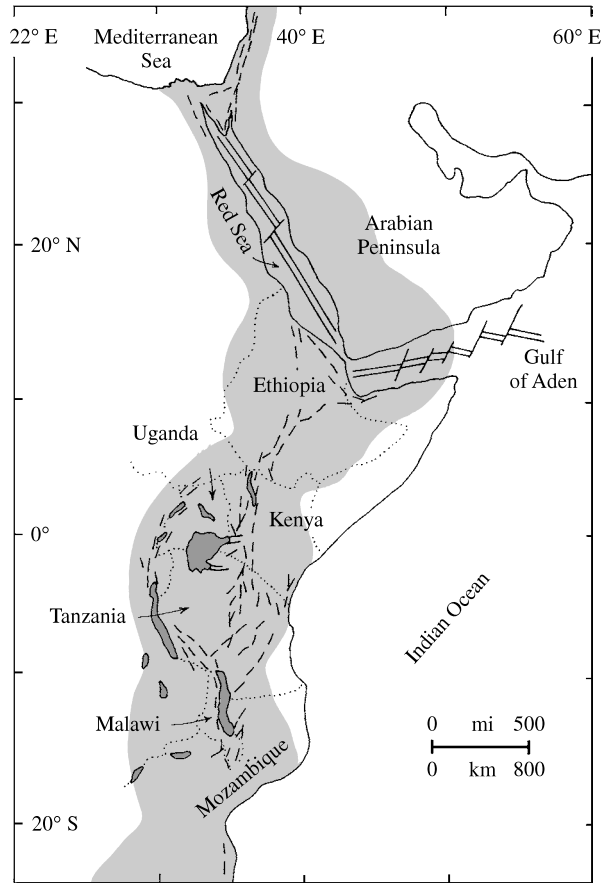 22° E
40° E
60° E
Mediterranean
Sea
Red Sea
Arabian
Peninsula
20° N
Gulf
of Aden
Ethiopia
Uganda
Kenya
0°
Tanzania
Indian Ocean
Malawi
0 mi 500
0 km 800
Mozambique
20° S